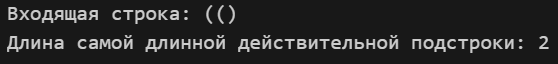 Входящая строка: (()
Длина самой длинной действительной подстроки: 2